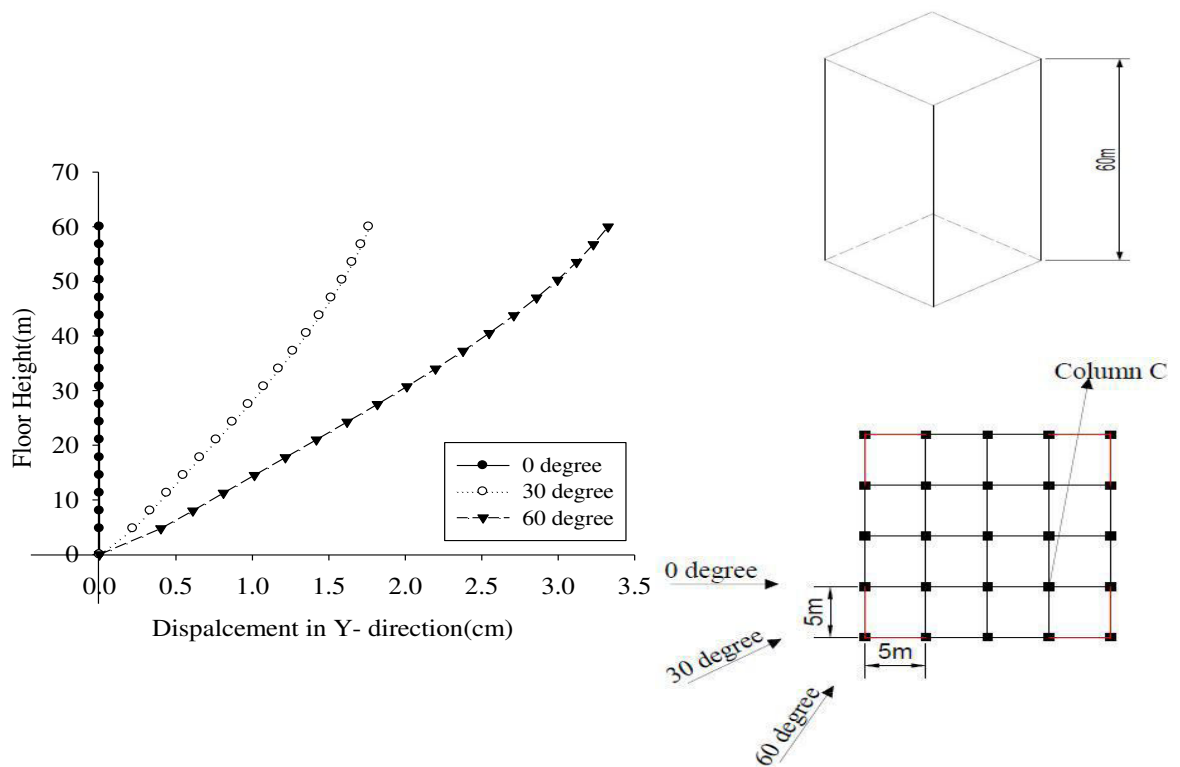 70
60
50
40
30
20
10
0
Floor Height(m)
0.0 0.5 1.0 1.5 2.0 2.5 3.0 3.5
Dispalcement in Y- direction(cm)
0 degree
30 degree
60 degree
60m
Column C
0 degree
30 degree
60 degree
5m
5m